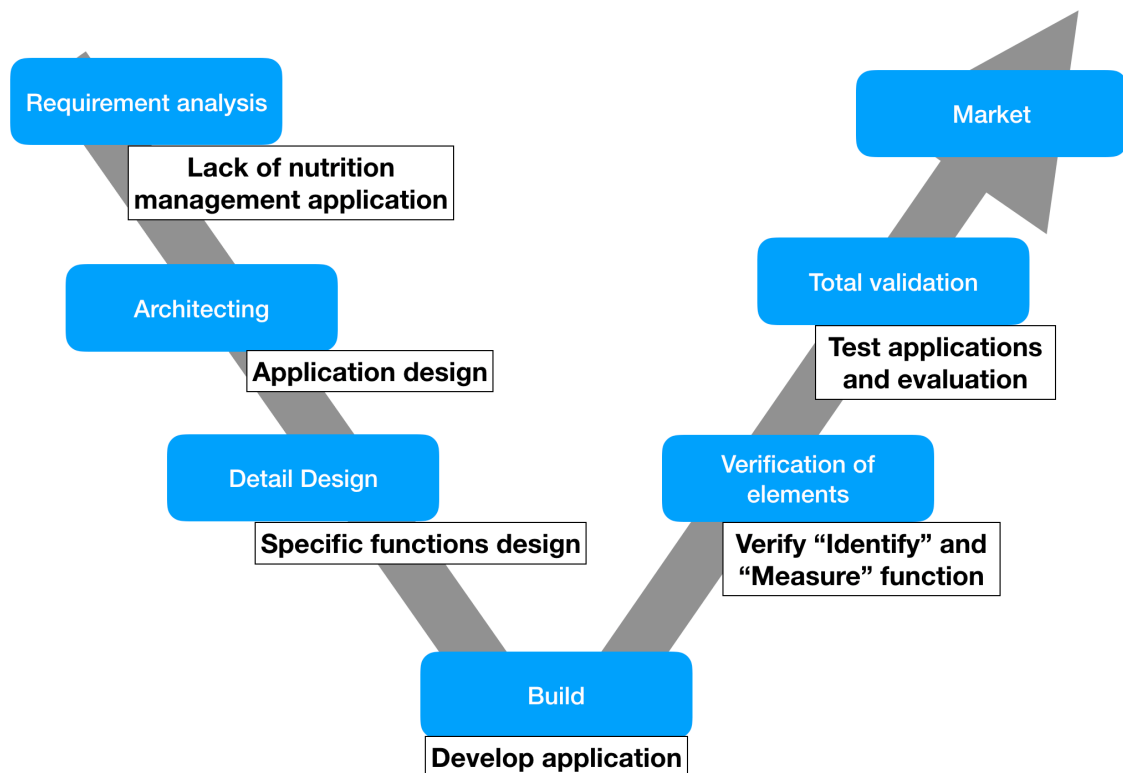 Requirement analysis
Lack of nutrition
management application
Architecting
Application design
Detail Design
Specific functions design
Build
Develop application
Verification of
elements
Verify “Identify” and
“Measure” function
Total validation
Test applications
and evaluation
Market